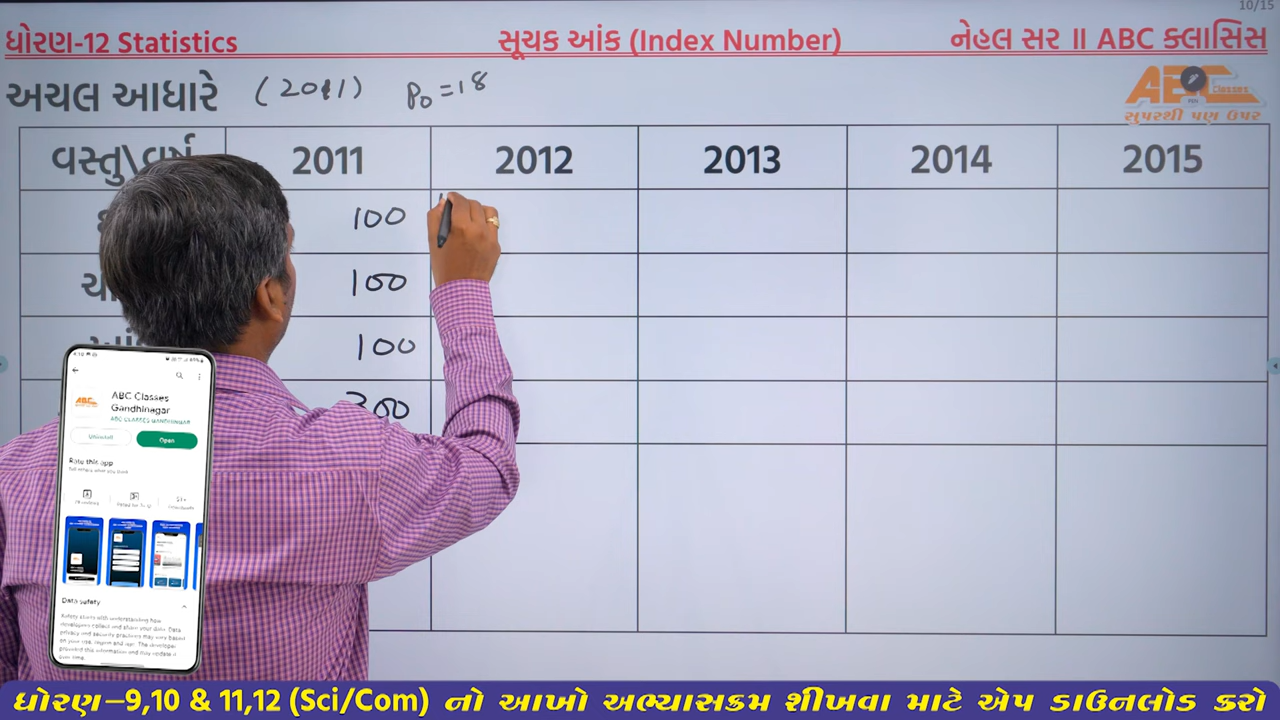 10/15
ધોરણ-12 Statistics સૂચક આંક (Index Number) નેહલ સર ॥ ABC ક્લાસિસ
અચલ આધારે (2011) P₀ = 18
ABC Classes
સુપરથી પણ ઉપર
વસ્તુ\વર્ષ 2011 2012 2013 2014 2015
100
100
100
300
ABC Classes
Gandhinagar
ABC CLASSES GANDHINAGAR
Uninstall Open
Rate this app
Data safety
ધોરણ–9,10 & 11,12 (Sci/Com) નો આખો અભ્યાસક્રમ શીખવા માટે એપ ડાઉનલોડ કરો